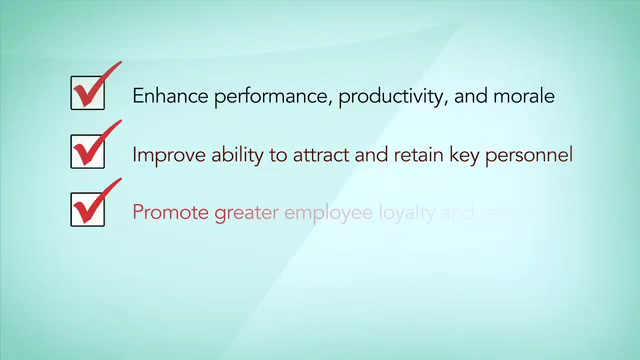 Enhance performance, productivity, and morale
Improve ability to attract and retain key personnel
Promote greater employee loyalty and